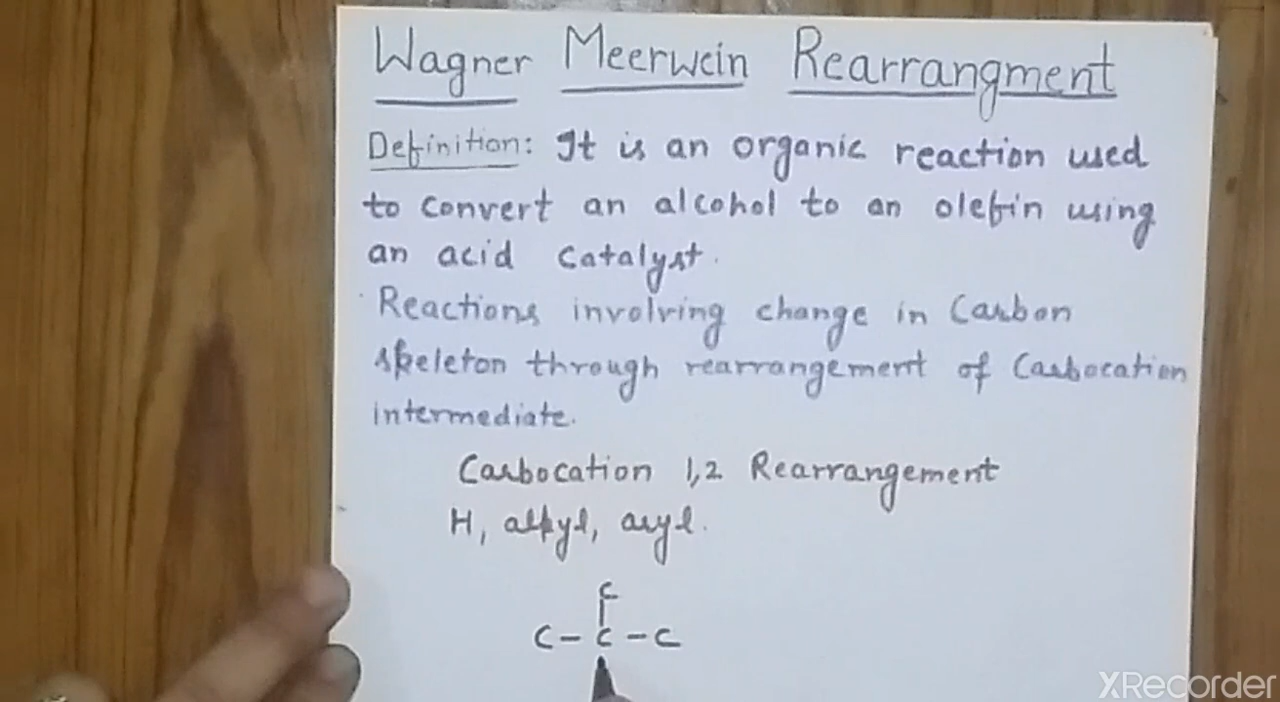 Wagner Meerwein Rearrangment
Definition: It is an organic reaction used
to convert an alcohol to an olefin using
an acid catalyst.
Reactions involving change in Carbon
skeleton through rearrangement of Carbocation
intermediate.
Carbocation 1,2 Rearrangement
H, alkyl, aryl.
C
C - C - C
XRecorder